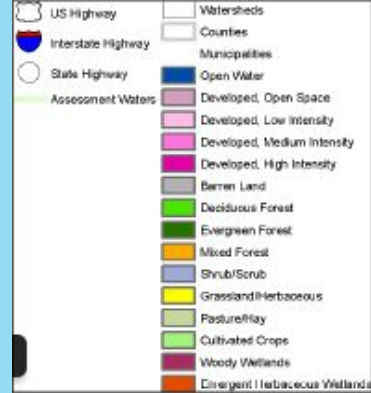 US Highway
Interstate Highway
State Highway
Assessment Waters
Watersheds
Counties
Municipalities
Open Water
Developed, Open Space
Developed, Low Intensity
Developed, Medium Intensity
Developed, High Intensity
Barren Land
Deciduous Forest
Evergreen Forest
Mixed Forest
Shrub/Scrub
Grassland/Herbaceous
Pasture/Hay
Cultivated Crops
Woody Wetlands
Emergent Herbaceous Wetlands